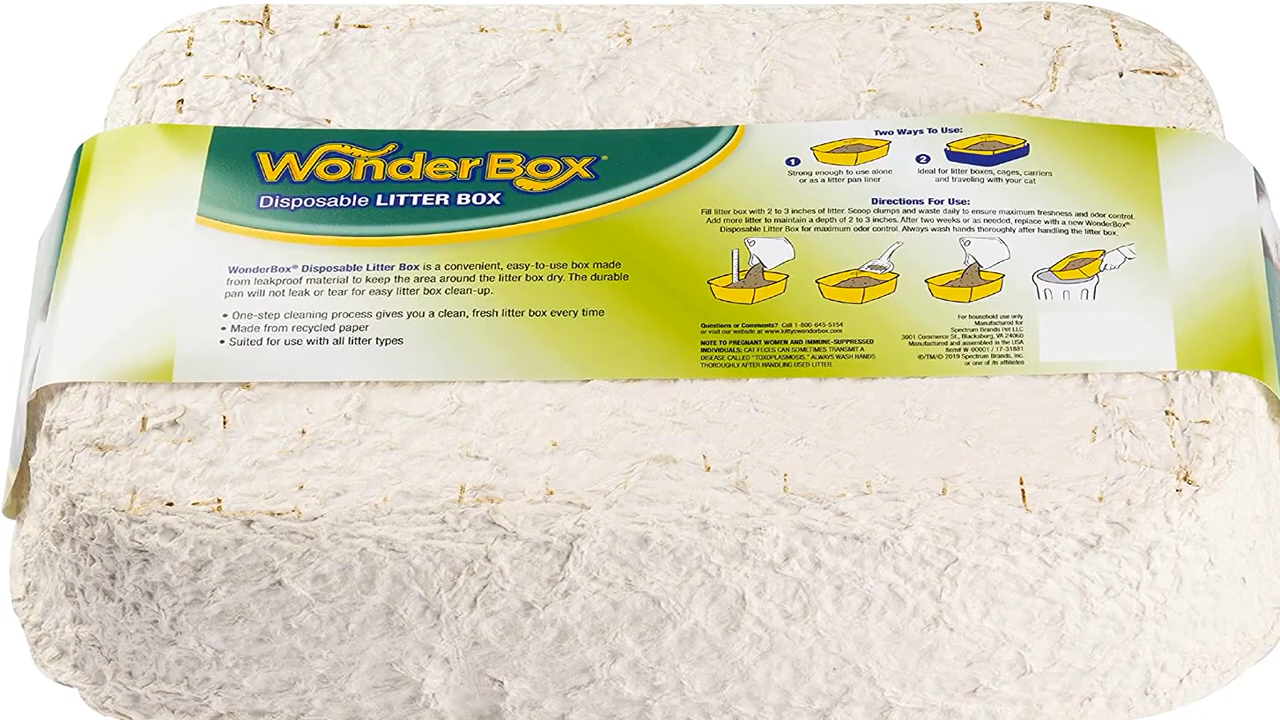 WonderBox®
Disposable LITTER BOX
WonderBox® Disposable Litter Box is a convenient, easy-to-use box made
from leakproof material to keep the area around the litter box dry. The durable
pan will not leak or tear for easy litter box clean-up.
• One-step cleaning process gives you a clean, fresh litter box every time
• Made from recycled paper
• Suited for use with all litter types
Two Ways To Use:
1
Strong enough to use alone
or as a litter pan liner
2
Ideal for litter boxes, cages, carriers
and traveling with your cat
Directions For Use:
Fill litter box with 2 to 3 inches of litter. Scoop clumps and waste daily to ensure maximum freshness and odor control.
Add more litter to maintain a depth of 2 to 3 inches. After two weeks or as needed, replace with a new WonderBox®
Disposable Litter Box for maximum odor control. Always wash hands thoroughly after handling the litter box.
Questions or Comments? Call 1-800-645-5154
or visit our website at www.kittyswonderbox.com
NOTE TO PREGNANT WOMEN AND IMMUNE-SUPPRESSED
INDIVIDUALS: CAT FECES CAN SOMETIMES TRANSMIT A
DISEASE CALLED "TOXOPLASMOSIS." ALWAYS WASH HANDS
THOROUGHLY AFTER HANDLING USED LITTER.
For household use only
Manufactured for
Spectrum Brands Pet LLC
3001 Commerce St., Blacksburg, VA 24060
Manufactured and assembled in the USA
Item# W-00001 / 17-31881
®/TM/© 2019 Spectrum Brands, Inc.
or one of its affiliates